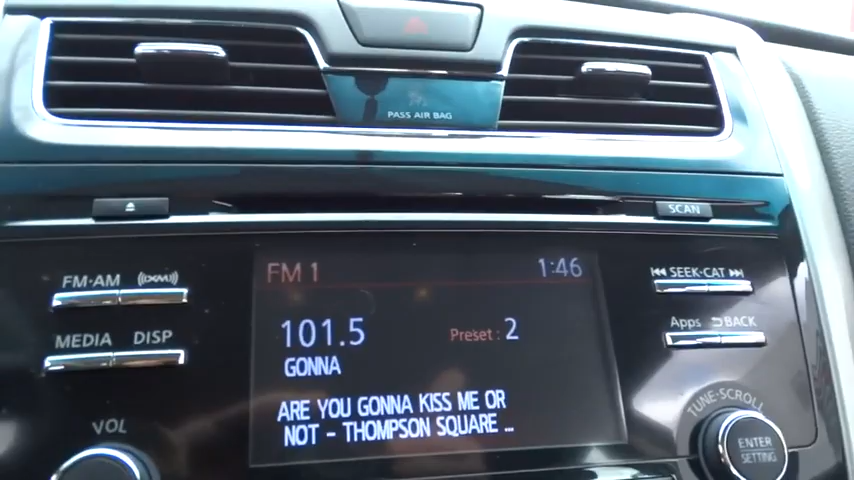 PASS AIR BAG
SCAN
FM·AM
(((XM)))
SEEK·CAT
MEDIA DISP
Apps BACK
VOL
TUNE·SCROLL
ENTER
SETTING
FM 1 1:46
101.5 Preset : 2
GONNA
ARE YOU GONNA KISS ME OR
NOT - THOMPSON SQUARE ...